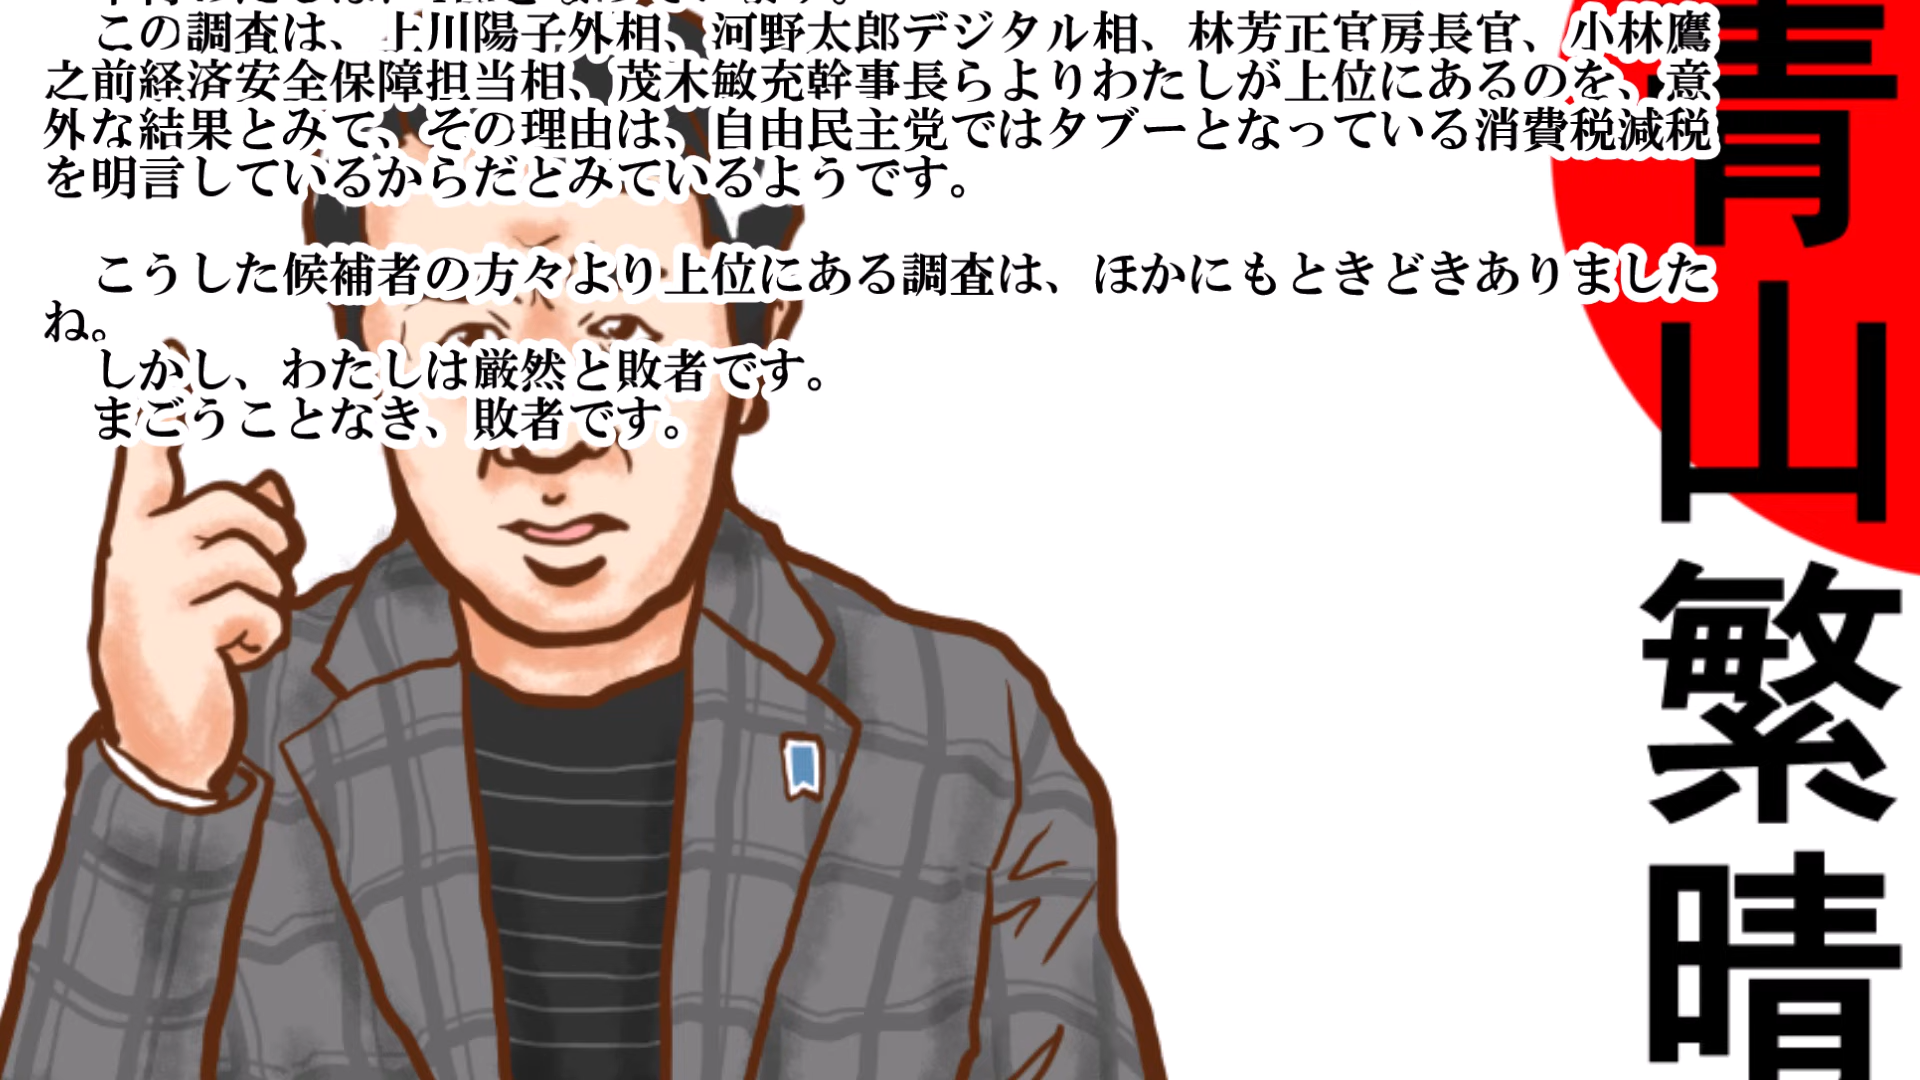 この調査は、上川陽子外相、河野太郎デジタル相、林芳正官房長官、小林鷹
之前経済安全保障担当相、茂木敏充幹事長らよりわたしが上位にあるのを、意
外な結果とみて、その理由は、自由民主党ではタブーとなっている消費税減税
を明言しているからだとみているようです。
こうした候補者の方々より上位にある調査は、ほかにもときどきありました
ね。
しかし、わたしは厳然と敗者です。
まごうことなき、敗者です。
青山繁晴